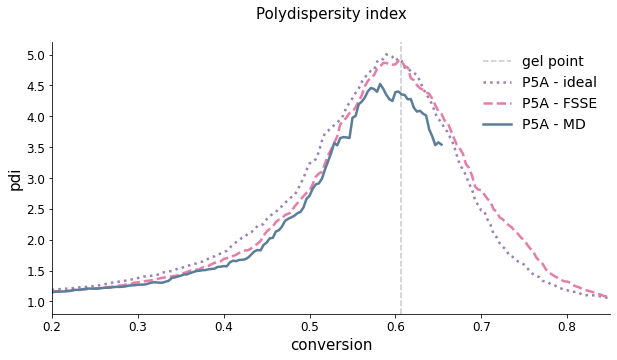 Polydispersity index
pdi
5.0
4.5
4.0
3.5
3.0
2.5
2.0
1.5
1.0
gel point
P5A - ideal
P5A - FSSE
P5A - MD
0.2 0.3 0.4 0.5 0.6 0.7 0.8
conversion